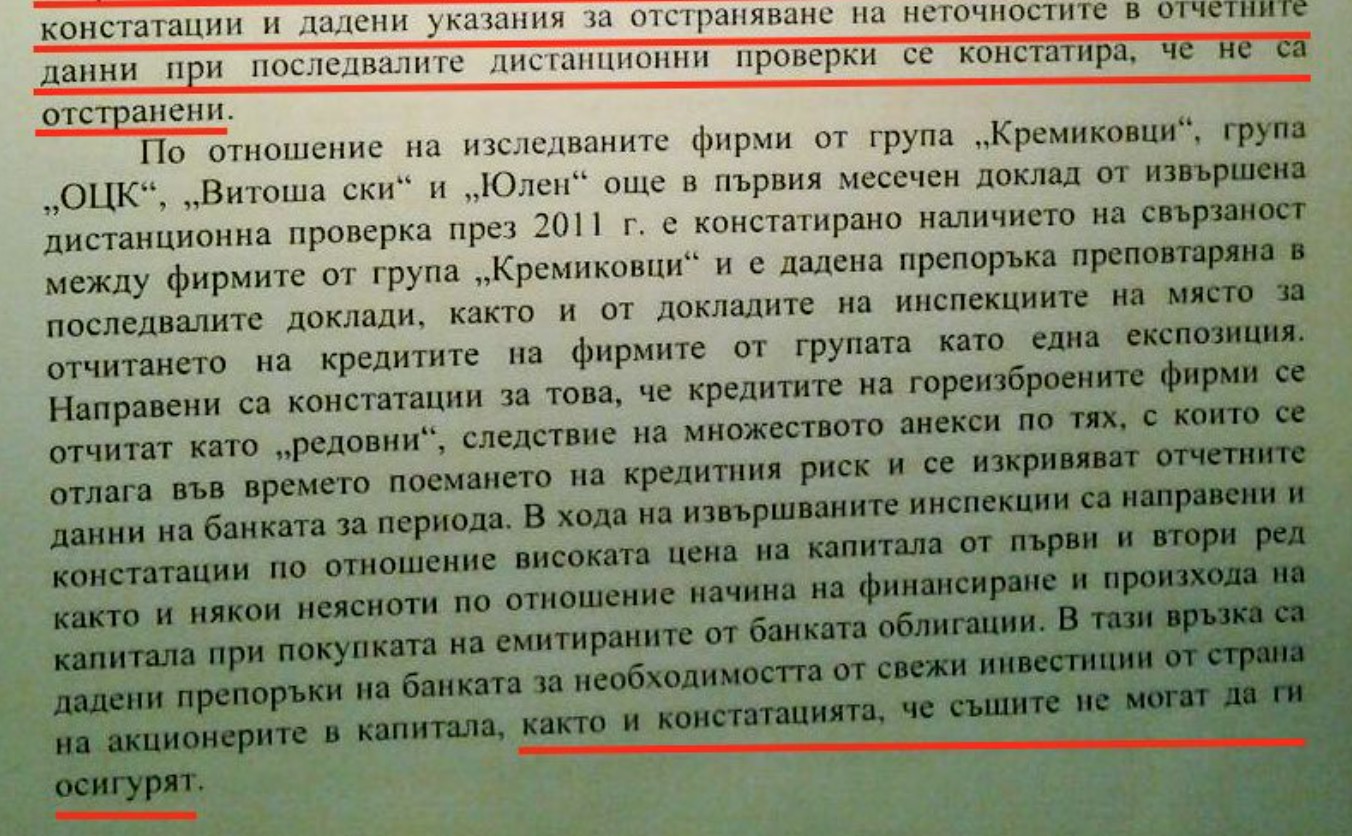 констатации и дадени указания за отстраняване на неточностите в отчетните
данни при последвалите дистанционни проверки се констатира, че не са
отстранени.
По отношение на изследваните фирми от група „Кремиковци“, група
„ОЦК“, „Витоша ски“ и „Юлен“ още в първия месечен доклад от извършена
дистанционна проверка през 2011 г. е констатирано наличието на свързаност
между фирмите от група „Кремиковци“ и е дадена препоръка преповтаряна в
последвалите доклади, както и от докладите на инспекциите на място за
отчитането на кредитите на фирмите от групата като една експозиция.
Направени са констатации за това, че кредитите на гореизброените фирми се
отчитат като „редовни“, следствие на множеството анекси по тях, с които се
отлага във времето поемането на кредитния риск и се изкривяват отчетните
данни на банката за периода. В хода на извършваните инспекции са направени и
констатации по отношение високата цена на капитала от първи и втори ред
както и някои неясноти по отношение начина на финансиране и произхода на
капитала при покупката на емитираните от банката облигации. В тази връзка са
дадени препоръки на банката за необходимостта от свежи инвестиции от страна
на акционерите в капитала, както и констатацията, че същите не могат да ги
осигурят.